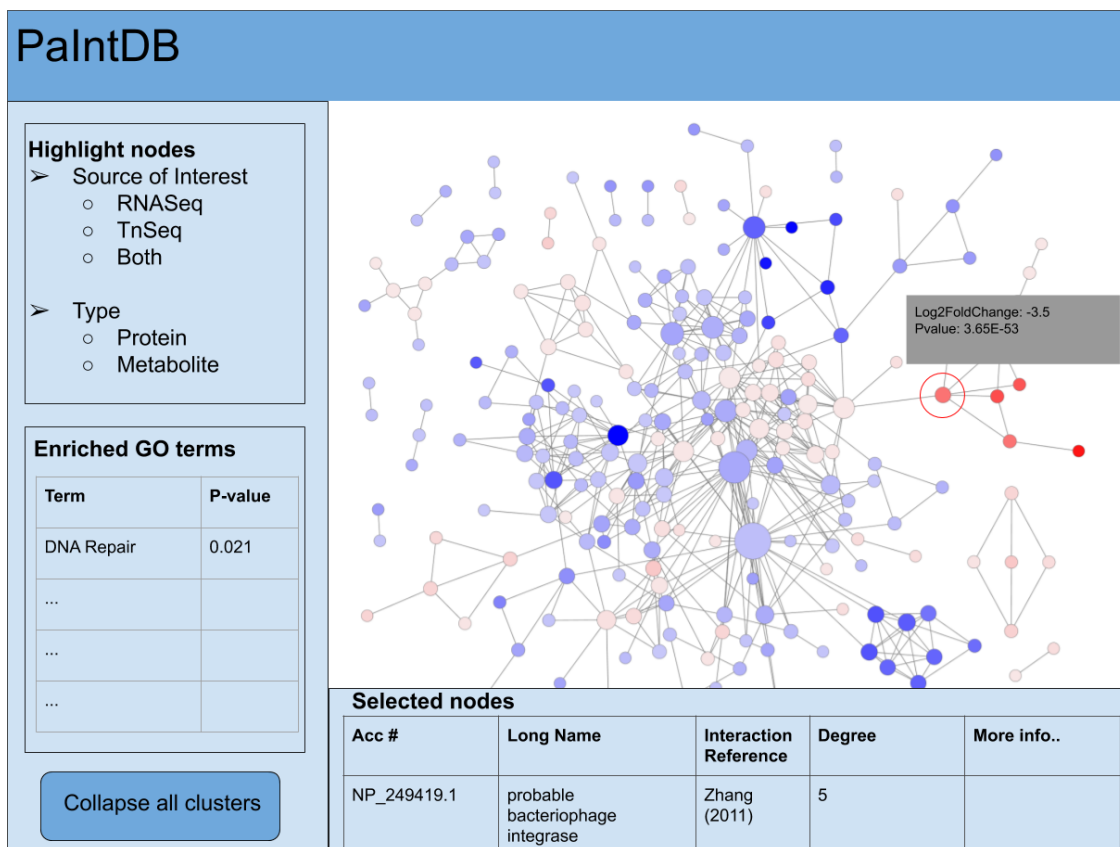 PaIntDB
Highlight nodes
➢ Source of Interest
○ RNASeq
○ TnSeq
○ Both
➢ Type
○ Protein
○ Metabolite
Enriched GO terms
Term P-value
DNA Repair 0.021
...
...
...
Collapse all clusters
Log2FoldChange: -3.5
Pvalue: 3.65E-53
Selected nodes
Acc # Long Name Interaction Reference Degree More info..
NP_249419.1 probable bacteriophage integrase Zhang (2011) 5